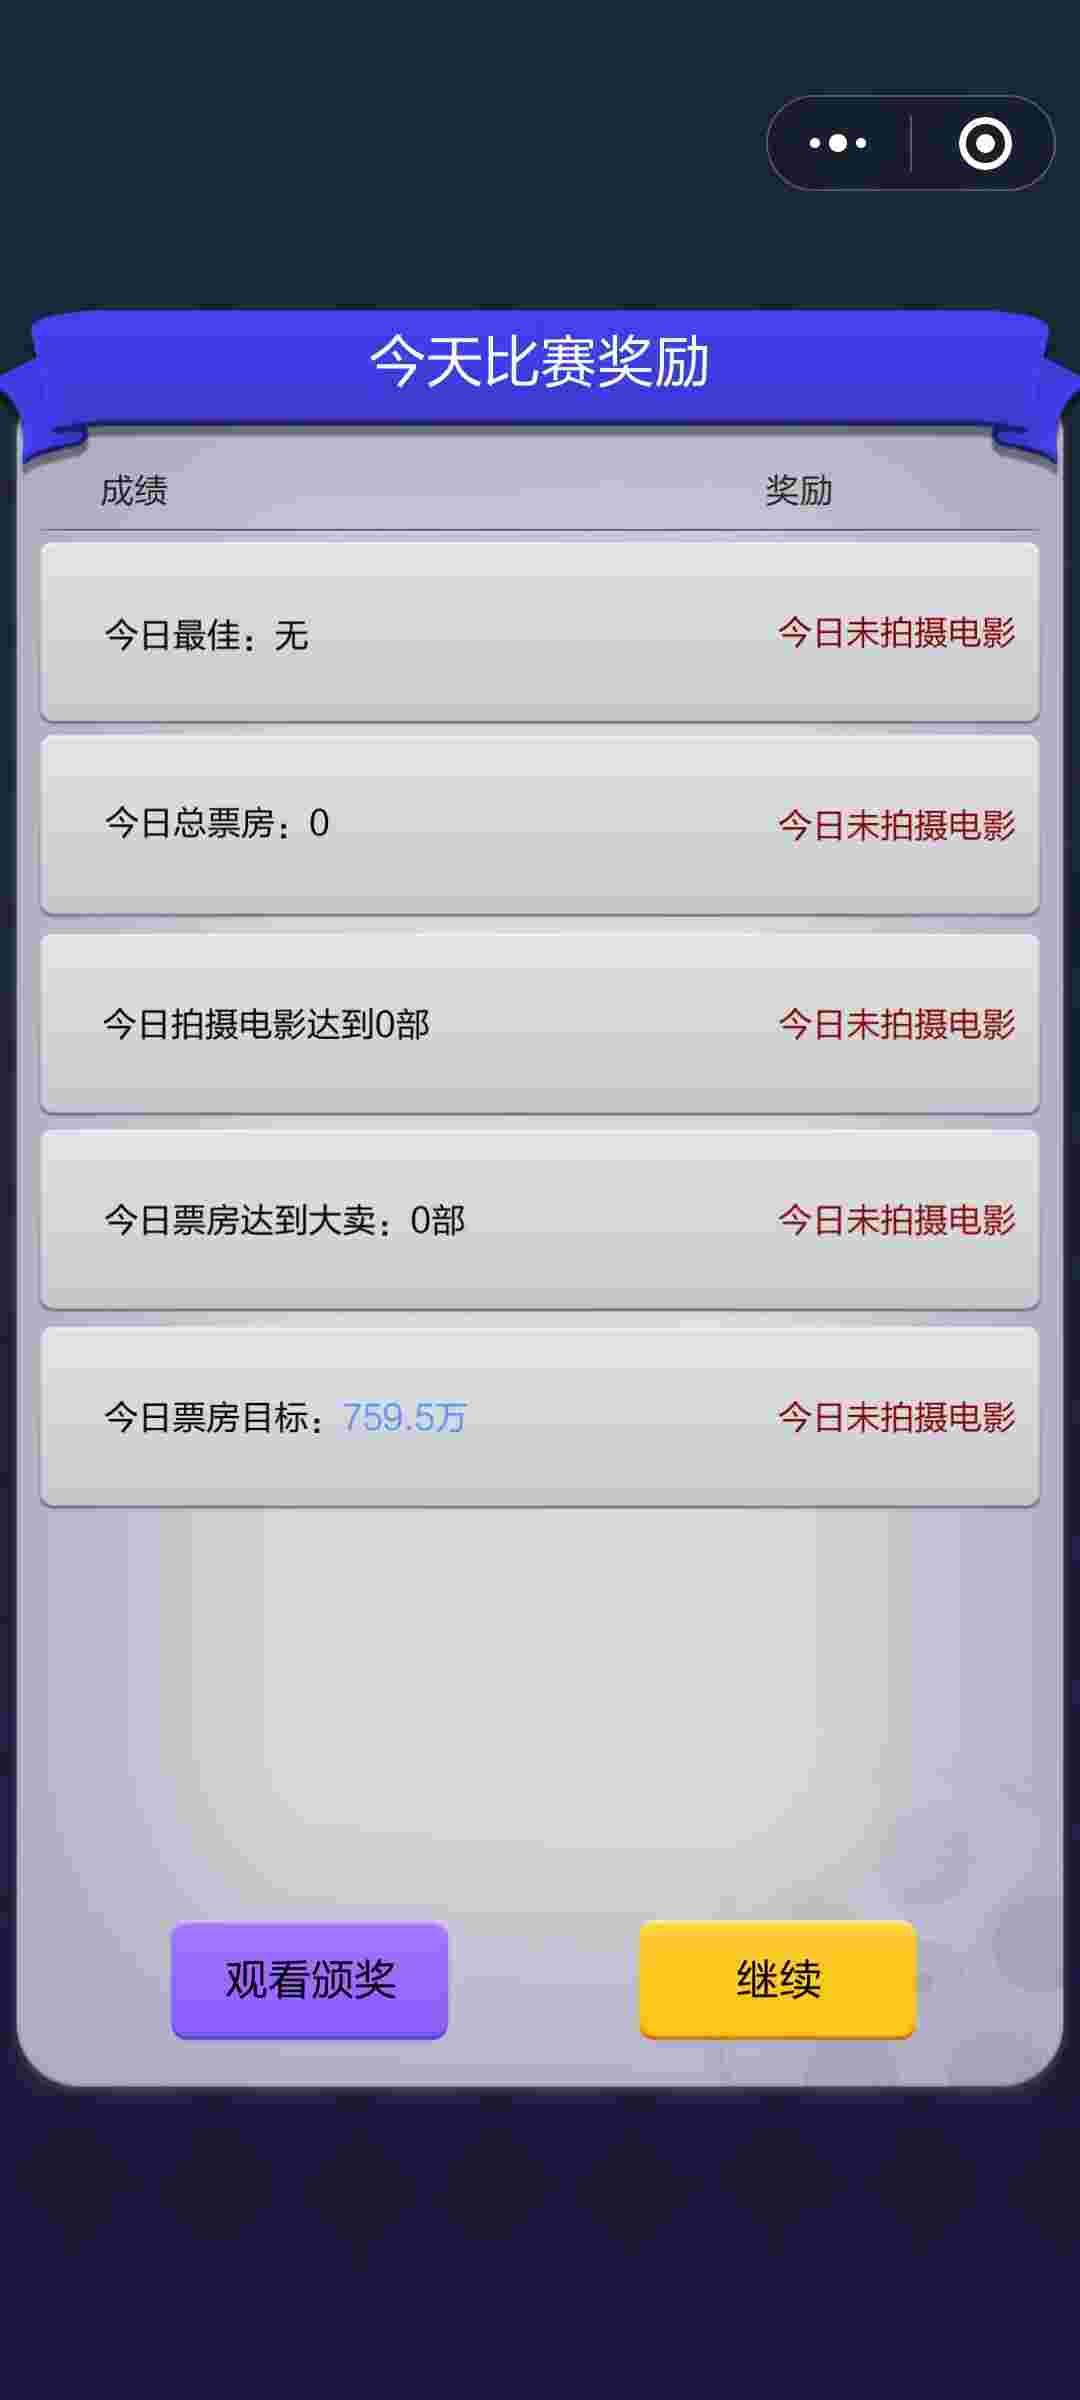 今天比赛奖励
成绩 奖励
今日最佳：无 今日未拍摄电影
今日总票房：0 今日未拍摄电影
今日拍摄电影达到0部 今日未拍摄电影
今日票房达到大卖：0部 今日未拍摄电影
今日票房目标：759.5万 今日未拍摄电影
观看颁奖 继续